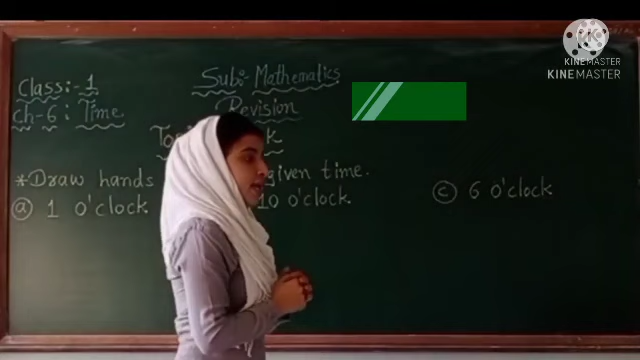 Class:- 1
Sub:- Mathematics
Ch-6: Time
Revision
*Draw hands given time.
(a) 1 o'clock 10 o'clock (c) 6 o'clock
KINEMASTER
KINEMASTER